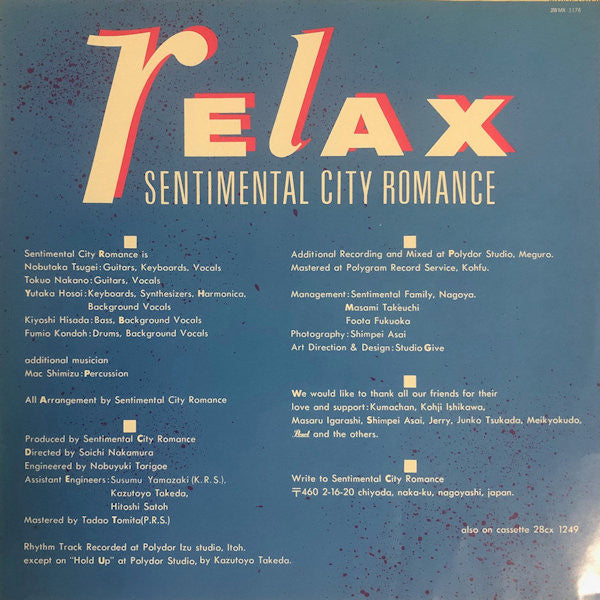 28MX 1176
relax
SENTIMENTAL CITY ROMANCE
Sentimental City Romance is
Nobutaka Tsugei:Guitars, Keyboards, Vocals
Tokuo Nakano:Guitars, Vocals
Yutaka Hosoi:Keyboards, Synthesizers, Harmonica,
Background Vocals
Kiyoshi Hisada:Bass, Background Vocals
Fumio Kondoh:Drums, Background Vocals
additional musician
Mac Shimizu:Percussion
All Arrangement by Sentimental City Romance
Produced by Sentimental City Romance
Directed by Soichi Nakamura
Engineered by Nobuyuki Torigoe
Assistant Engineers:Susumu Yamazaki(K.R.S.),
Kazutoyo Takeda,
Hitoshi Satoh
Mastered by Tadao Tomita(P.R.S.)
Rhythm Track Recorded at Polydor Izu studio, Itoh.
except on "Hold Up" at Polydor Studio, by Kazutoyo Takeda.
Additional Recording and Mixed at Polydor Studio, Meguro.
Mastered at Polygram Record Service, Kohfu.
Management:Sentimental Family, Nagoya.
Masami Takeuchi
Foota Fukuoka
Photography:Shimpei Asai
Art Direction & Design:Studio Give
We would like to thank all our friends for their
love and support:Kumachan, Kohji Ishikawa,
Masaru Igarashi, Shimpei Asai, Jerry, Junko Tsukada, Meikyokudo,
and the others.
Write to Sentimental City Romance
〒460 2-16-20 chiyoda, naka-ku, nagoyashi, japan.
also on cassette 28cx 1249